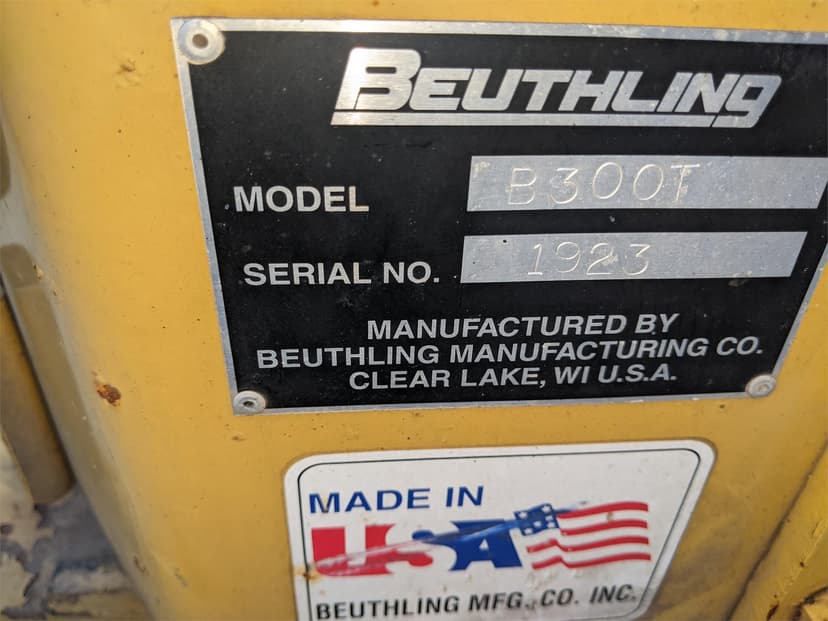 BEUTHLING
MODEL B300T
SERIAL NO. 1923
MANUFACTURED BY
BEUTHLING MANUFACTURING CO.
CLEAR LAKE, WI U.S.A.
MADE IN
USA
BEUTHLING MFG. CO. INC.